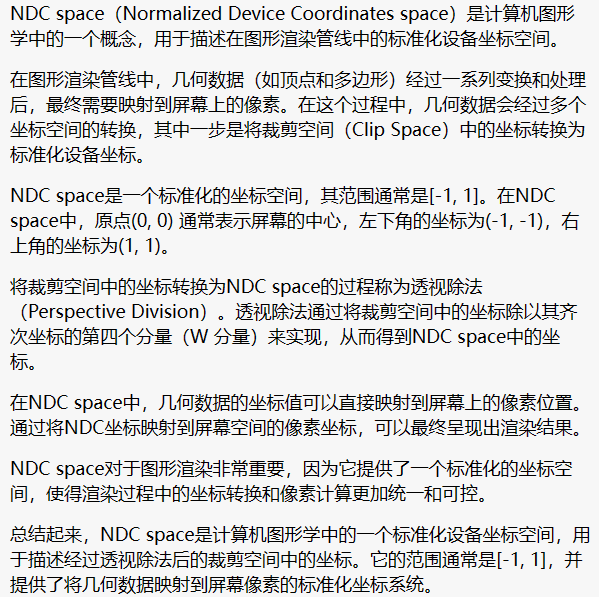 NDC space（Normalized Device Coordinates space）是计算机图形
学中的一个概念，用于描述在图形渲染管线中的标准化设备坐标空间。
在图形渲染管线中，几何数据（如顶点和多边形）经过一系列变换和处理
后，最终需要映射到屏幕上的像素。在这个过程中，几何数据会经过多个
坐标空间的转换，其中一步是将裁剪空间（Clip Space）中的坐标转换为
标准化设备坐标。
NDC space是一个标准化的坐标空间，其范围通常是[-1, 1]。在NDC
space中，原点(0, 0) 通常表示屏幕的中心，左下角的坐标为(-1, -1)，右
上角的坐标为(1, 1)。
将裁剪空间中的坐标转换为NDC space的过程称为透视除法
（Perspective Division）。透视除法通过将裁剪空间中的坐标除以其齐
次坐标的第四个分量（W 分量）来实现，从而得到NDC space中的坐
标。
在NDC space中，几何数据的坐标值可以直接映射到屏幕上的像素位置。
通过将NDC坐标映射到屏幕空间的像素坐标，可以最终呈现出渲染结果。
NDC space对于图形渲染非常重要，因为它提供了一个标准化的坐标空
间，使得渲染过程中的坐标转换和像素计算更加统一和可控。
总结起来，NDC space是计算机图形学中的一个标准化设备坐标空间，用
于描述经过透视除法后的裁剪空间中的坐标。它的范围通常是[-1, 1]，并
提供了将几何数据映射到屏幕像素的标准化坐标系统。